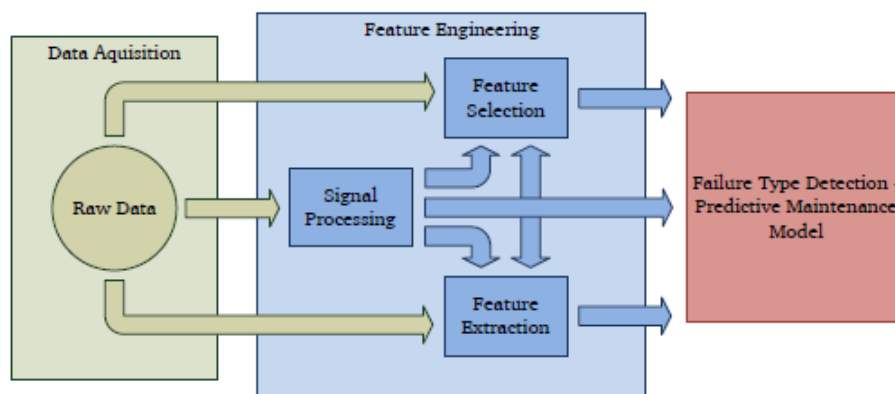 Feature Engineering
Data Aquisition
Feature
Selection
Raw Data
Signal
Processing
Failure Type Detection -
Predictive Maintenance
Model
Feature
Extraction